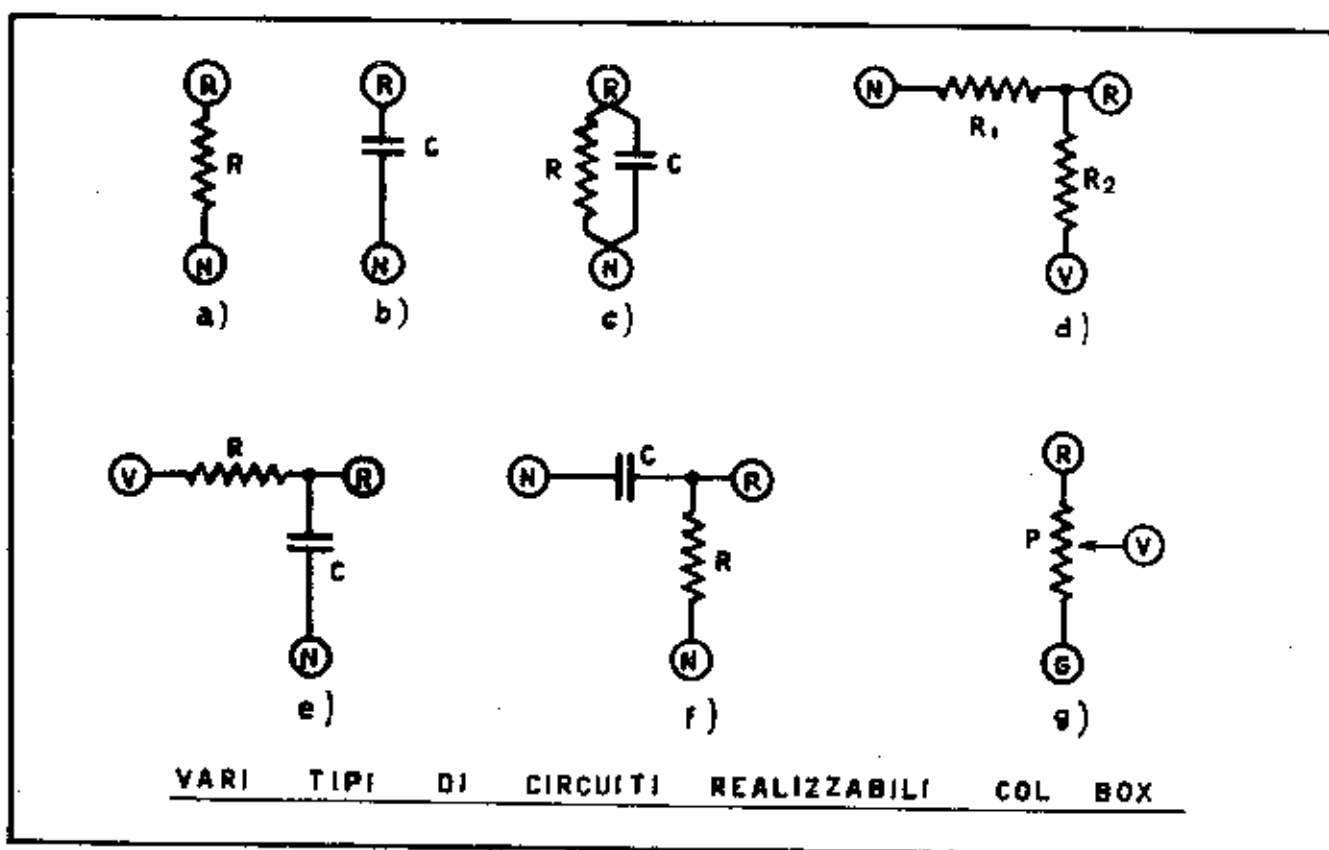 R R R N R
R₁
R C R C R₂
N N N V
a) b) c) d)
V R R N C R R
C R P V
N N G
e) f) g)
VARI TIPI DI CIRCUITI REALIZZABILI COL BOX